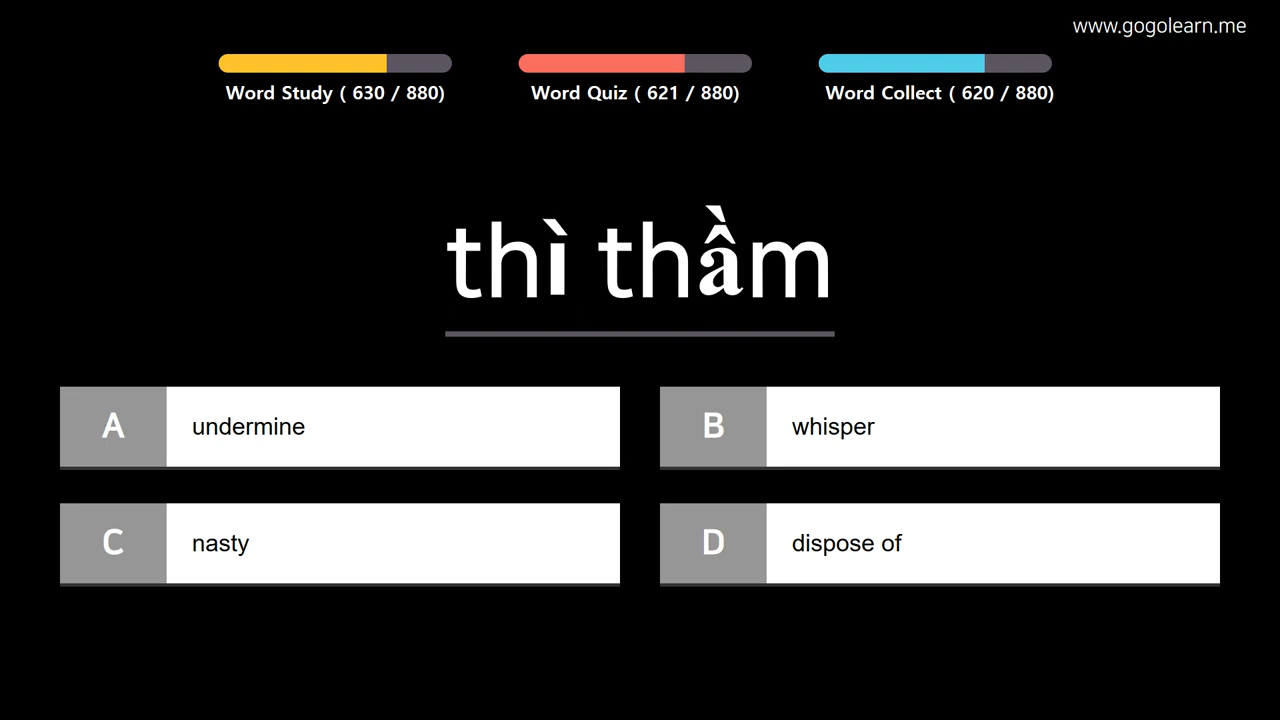 www.gogolearn.me
Word Study ( 630 / 880)
Word Quiz ( 621 / 880)
Word Collect ( 620 / 880)
thì thầm
A undermine
B whisper
C nasty
D dispose of